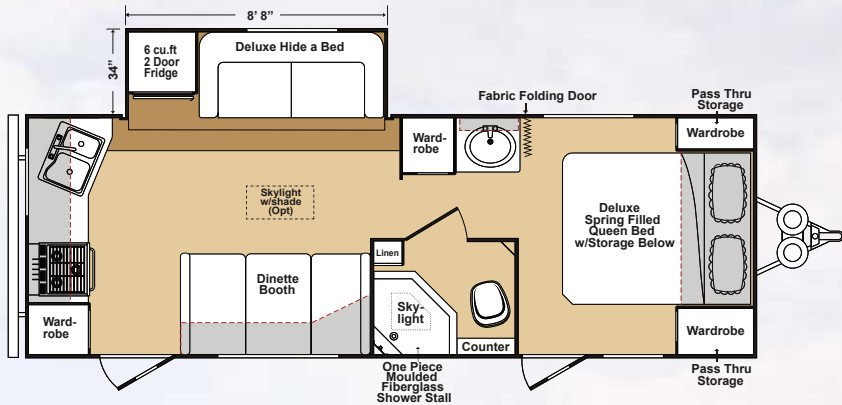 8' 8"
34"
6 cu.ft
2 Door
Fridge
Deluxe Hide a Bed
Fabric Folding Door
Pass Thru
Storage
Ward-
robe
Wardrobe
Skylight
w/shade
(Opt)
Deluxe
Spring Filled
Queen Bed
w/Storage Below
Linen
Dinette
Booth
Sky-
light
Ward-
robe
Counter
Wardrobe
One Piece
Moulded
Fiberglass
Shower Stall
Pass Thru
Storage